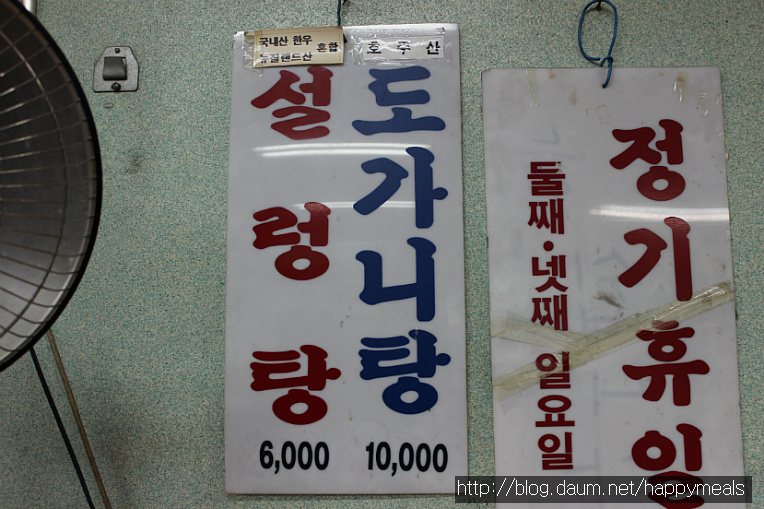 국내산 한우
뉴질랜드산 혼합
호주산
설렁탕
6,000
도가니탕
10,000
정기휴일
둘째·넷째 일요일
http://blog.daum.net/happymeals